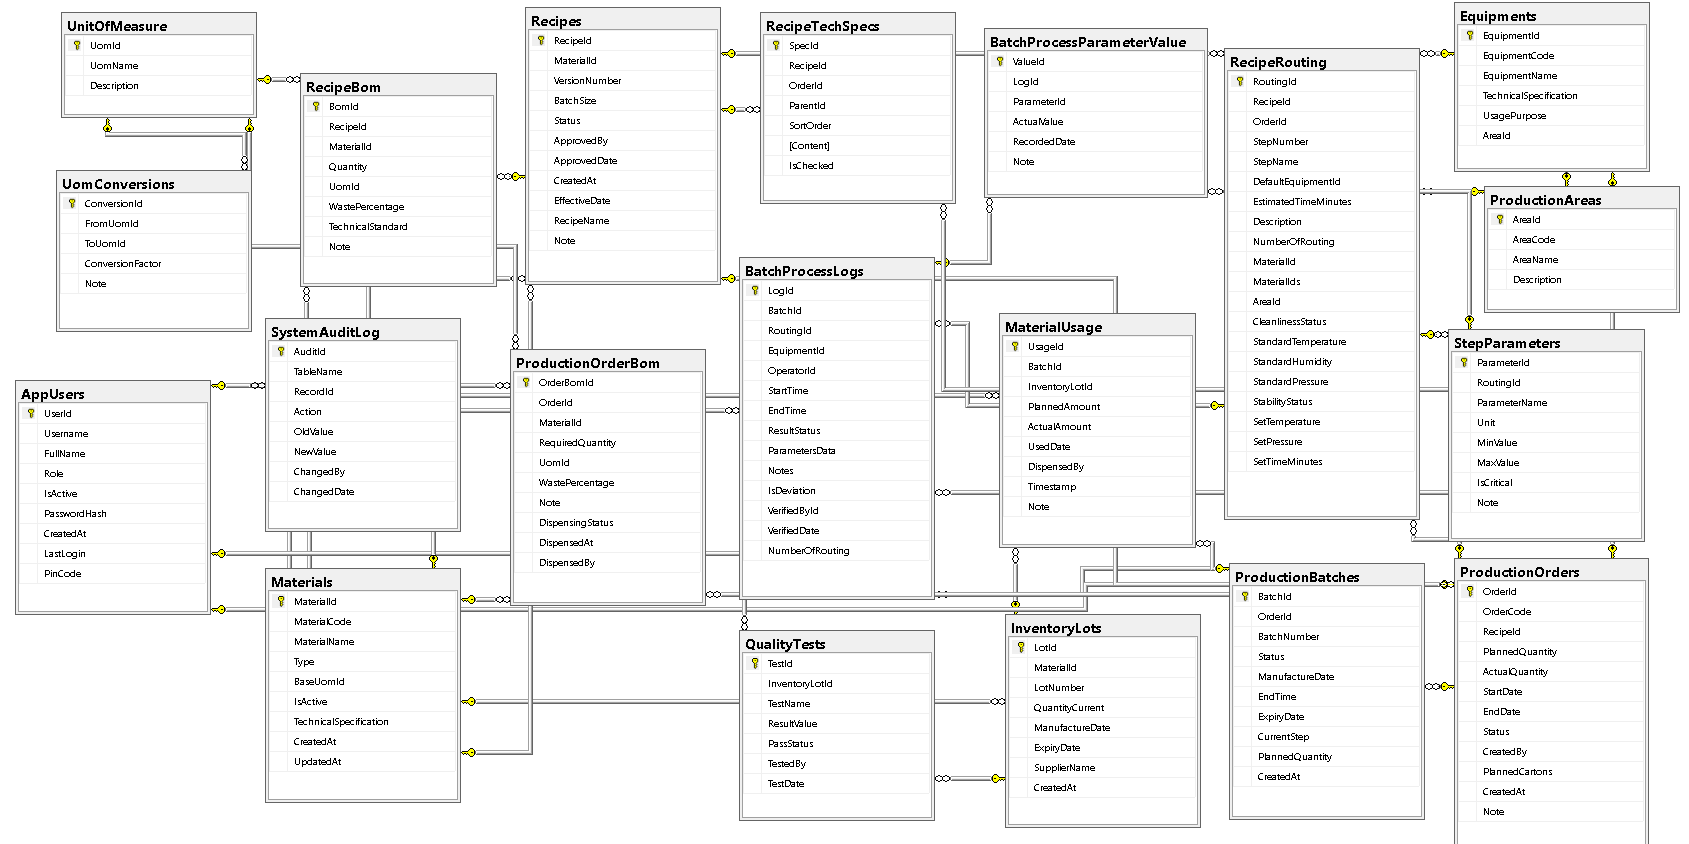 UnitOfMeasure
UomId
UomName
Description
RecipeBom
BomId
RecipeId
MaterialId
Quantity
UomId
WastePercentage
TechnicalStandard
Note
Recipes
RecipeId
MaterialId
VersionNumber
BatchSize
Status
ApprovedBy
ApprovedDate
CreatedAt
EffectiveDate
RecipeName
Note
RecipeTechSpecs
SpecId
RecipeId
OrderId
ParentId
SortOrder
[Content]
IsChecked
BatchProcessParameterValue
ValueId
LogId
ParameterId
ActualValue
RecordedDate
Note
RecipeRouting
RoutingId
RecipeId
OrderId
StepNumber
StepName
DefaultEquipmentId
EstimatedTimeMinutes
Description
NumberOfRouting
MaterialId
MaterialIds
AreaId
CleanlinessStatus
StandardTemperature
StandardHumidity
StandardPressure
StabilityStatus
SetTemperature
SetPressure
SetTimeMinutes
Equipments
EquipmentId
EquipmentCode
EquipmentName
TechnicalSpecification
UsagePurpose
AreaId
ProductionAreas
AreaId
AreaCode
AreaName
Description
UomConversions
ConversionId
FromUomId
ToUomId
ConversionFactor
Note
SystemAuditLog
AuditId
TableName
RecordId
Action
OldValue
NewValue
ChangedBy
ChangedDate
ProductionOrderBom
OrderBomId
OrderId
MaterialId
RequiredQuantity
UomId
WastePercentage
Note
DispensingStatus
DispensedAt
DispensedBy
BatchProcessLogs
LogId
BatchId
RoutingId
EquipmentId
OperatorId
StartTime
EndTime
ResultStatus
ParametersData
Notes
IsDeviation
VerifiedById
VerifiedDate
NumberOfRouting
MaterialUsage
UsageId
BatchId
InventoryLotId
PlannedAmount
ActualAmount
UsedDate
DispensedBy
Timestamp
Note
StepParameters
ParameterId
RoutingId
ParameterName
Unit
MinValue
MaxValue
IsCritical
Note
AppUsers
UserId
Username
FullName
Role
IsActive
PasswordHash
CreatedAt
LastLogin
PinCode
Materials
MaterialId
MaterialCode
MaterialName
Type
BaseUomId
IsActive
TechnicalSpecification
CreatedAt
UpdatedAt
QualityTests
TestId
InventoryLotId
TestName
ResultValue
PassStatus
TestedBy
TestDate
InventoryLots
LotId
MaterialId
LotNumber
QuantityCurrent
ManufactureDate
ExpiryDate
SupplierName
CreatedAt
ProductionBatches
BatchId
OrderId
BatchNumber
Status
ManufactureDate
EndTime
ExpiryDate
CurrentStep
PlannedQuantity
CreatedAt
ProductionOrders
OrderId
OrderCode
RecipeId
PlannedQuantity
ActualQuantity
StartDate
EndDate
Status
CreatedBy
PlannedCartons
CreatedAt
Note